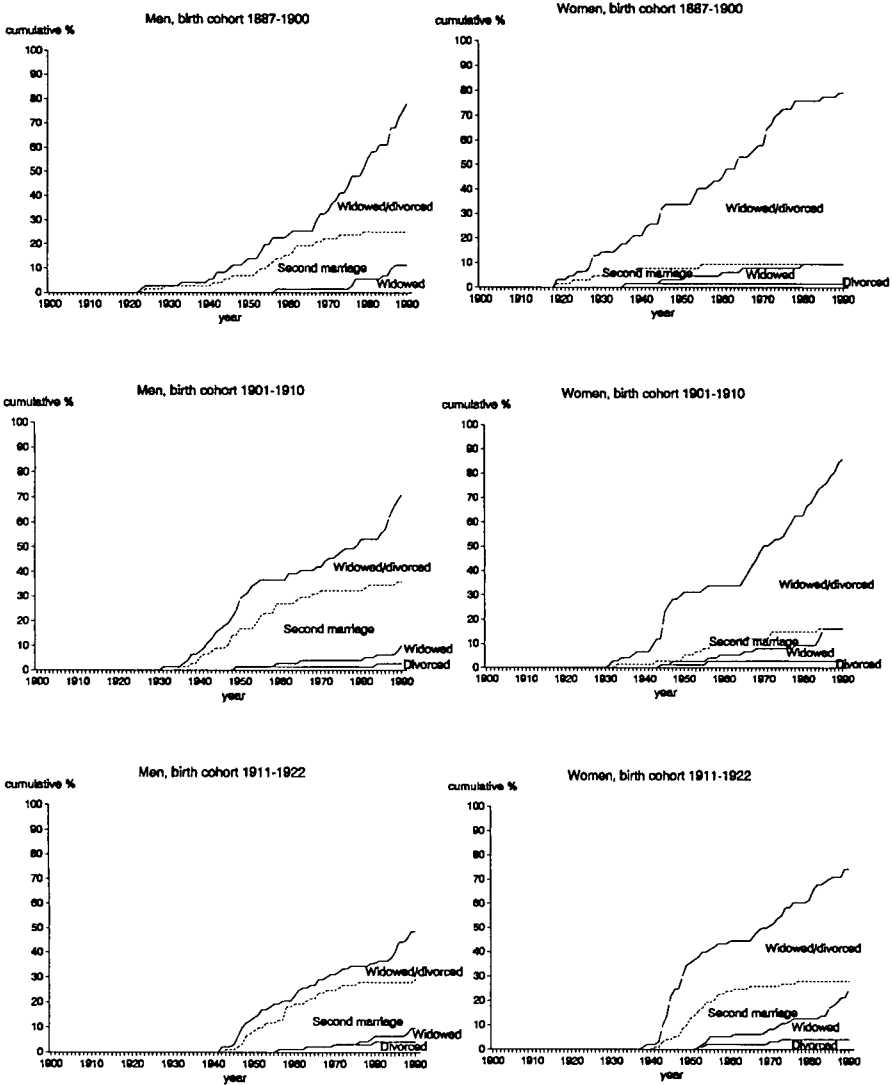 Men, birth cohort 1887-1900
cumulative %
100
90
80
70
60
50
40
30
20
10
0
Widowed/divorced
Second marriage
Widowed
1900 1910 1920 1930 1940 1950 1960 1970 1980 1990
year
Women, birth cohort 1887-1900
cumulative %
100
90
80
70
60
50
40
30
20
10
0
Widowed/divorced
Second marriage
Widowed
Divorced
1900 1910 1920 1930 1940 1950 1960 1970 1980 1990
year
Men, birth cohort 1901-1910
cumulative %
100
90
80
70
60
50
40
30
20
10
0
Widowed/divorced
Second marriage
Widowed
Divorced
1900 1910 1920 1930 1940 1950 1960 1970 1980 1990
year
Women, birth cohort 1901-1910
cumulative %
100
90
80
70
60
50
40
30
20
10
0
Widowed/divorced
Second marriage
Widowed
Divorced
1900 1910 1920 1930 1940 1950 1960 1970 1980 1990
year
Men, birth cohort 1911-1922
cumulative %
100
90
80
70
60
50
40
30
20
10
0
Widowed/divorced
Second marriage
Widowed
Divorced
1900 1910 1920 1930 1940 1950 1960 1970 1980 1990
year
Women, birth cohort 1911-1922
cumulative %
100
90
80
70
60
50
40
30
20
10
0
Widowed/divorced
Second marriage
Widowed
Divorced
1900 1910 1920 1930 1940 1950 1960 1970 1980 1990
year